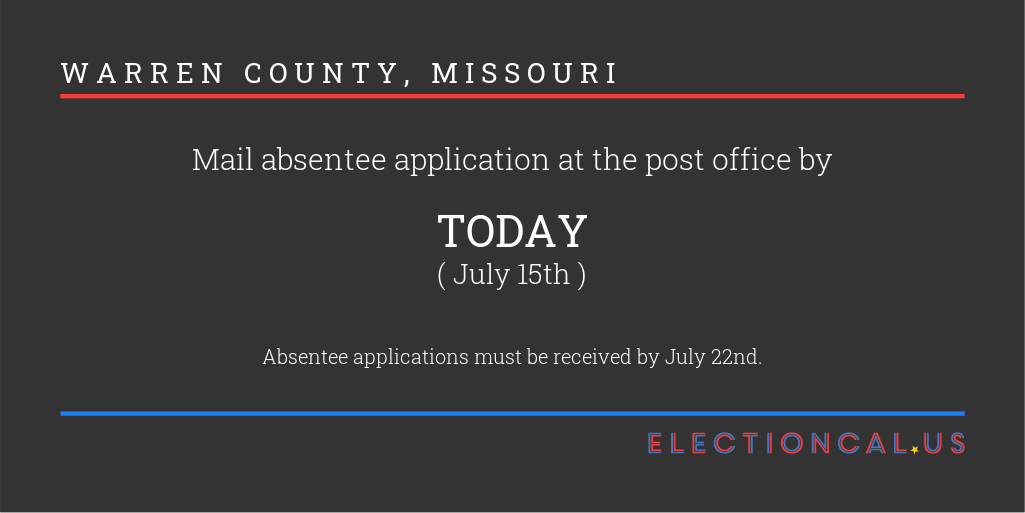 WARREN COUNTY, MISSOURI
Mail absentee application at the post office by
TODAY
( July 15th )
Absentee applications must be received by July 22nd.
ELECTIONCAL.US